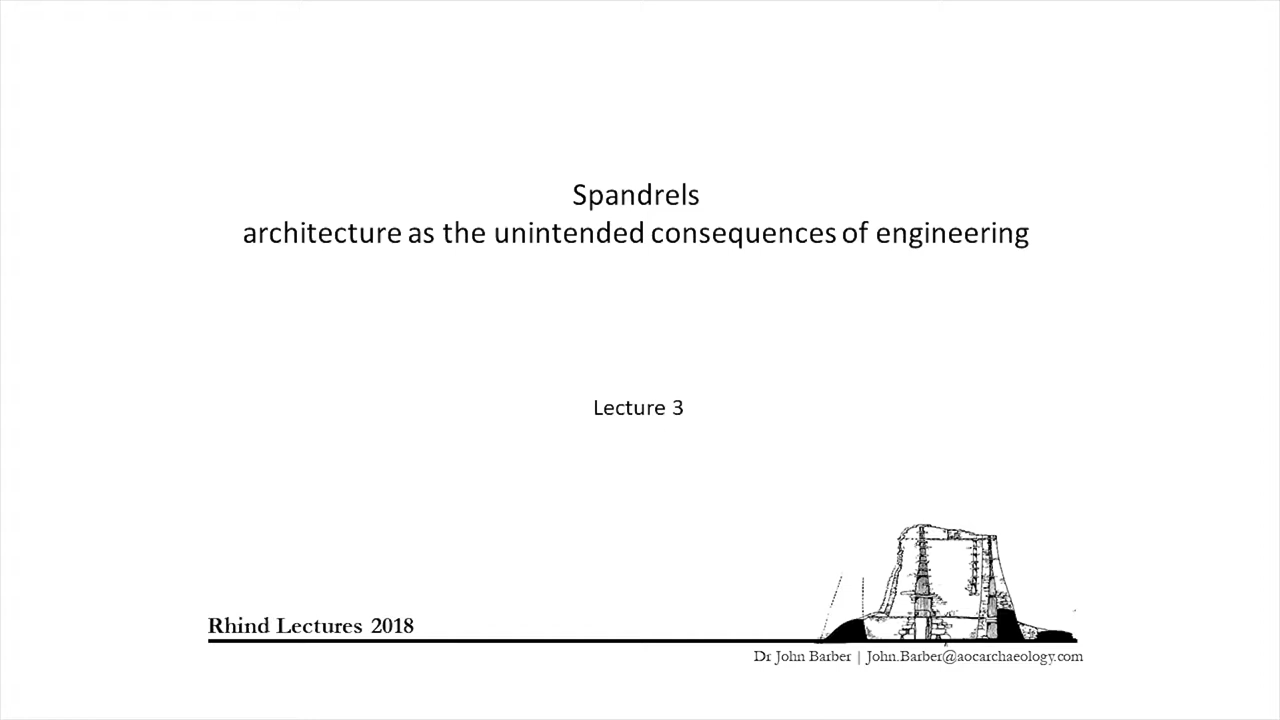 Spandrels
architecture as the unintended consequences of engineering
Lecture 3
Rhind Lectures 2018
Dr John Barber | John.Barber@aocarchaeology.com